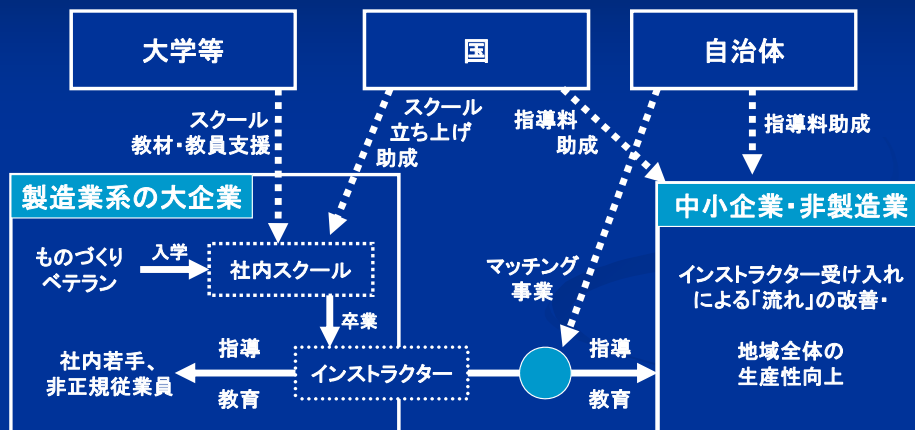 大学等
国
自治体
スクール
教材・教員支援
スクール
立ち上げ
助成
指導料
助成
指導料助成
製造業系の大企業
中小企業・非製造業
ものづくり
ベテラン
入学
社内スクール
マッチング
事業
インストラクター受け入れ
による「流れ」の改善・
卒業
社内若手、
非正規従業員
指導
教育
インストラクター
指導
教育
地域全体の
生産性向上